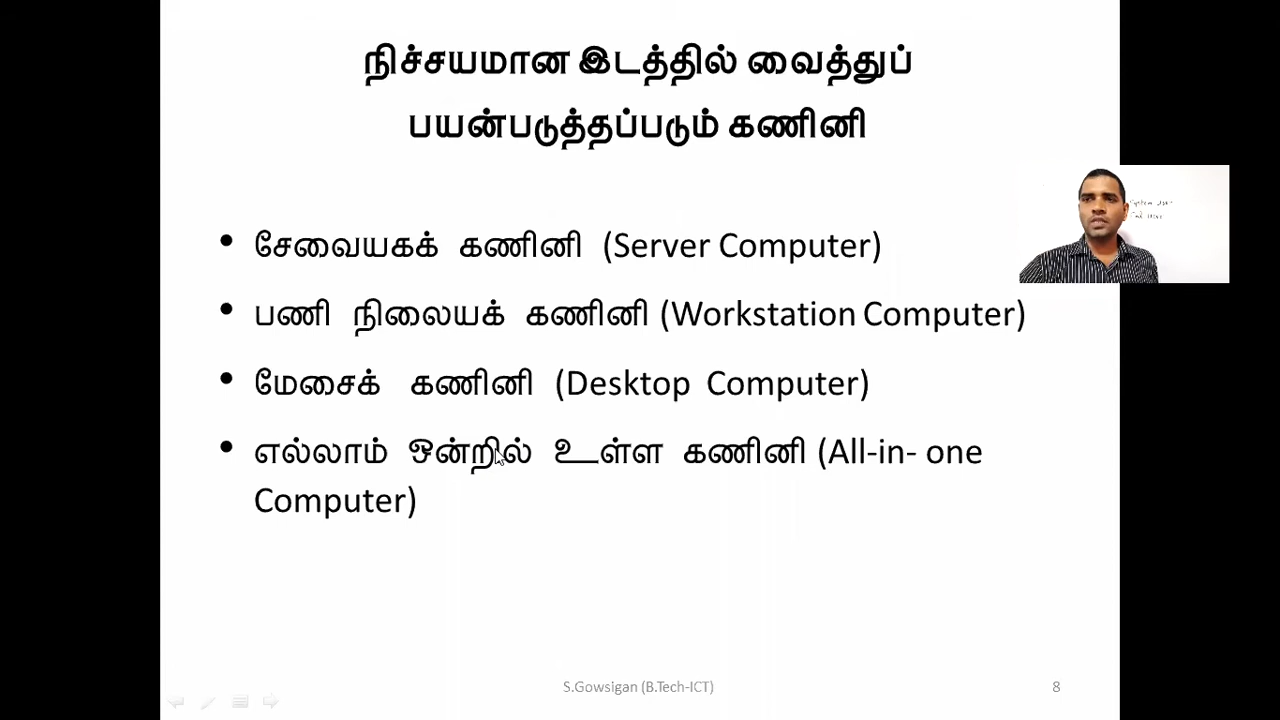 நிச்சயமான இடத்தில் வைத்துப்
பயன்படுத்தப்படும் கணினி
• சேவையகக் கணினி (Server Computer)
• பணி நிலையக் கணினி (Workstation Computer)
• மேசைக் கணினி (Desktop Computer)
• எல்லாம் ஒன்றில் உள்ள கணினி (All-in- one
Computer)
S.Gowsigan (B.Tech-ICT)
8